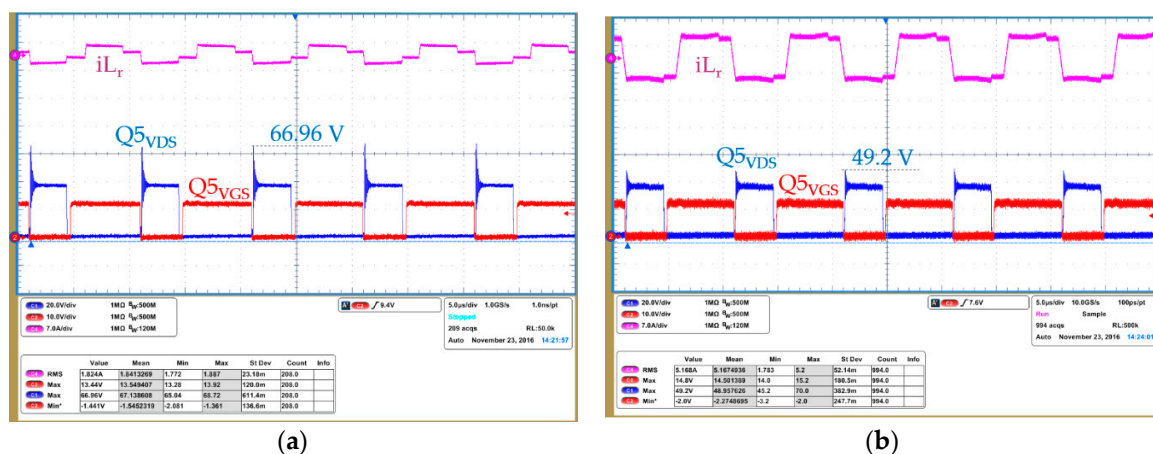 iLr
66.96 V
Q5VDS
Q5VGS
C1 20.0V/div 1MΩ BW:500M
C2 10.0V/div 1MΩ BW:500M
C4 7.0A/div 1MΩ BW:120M
A' C2 9.4V
5.0µs/div 1.0GS/s 1.0ns/pt
Stopped
209 acqs RL:50.0k
Auto November 23, 2016 14:21:57
Value Mean Min Max St Dev Count Info
C4 RMS 1.824A 1.8413269 1.772 1.887 23.18m 208.0
C2 Max 13.44V 13.549407 13.28 13.92 120.0m 208.0
C1 Max 66.96V 67.138608 65.04 68.72 611.4m 208.0
C2 Min* -1.441V -1.5452319 -2.081 -1.361 136.6m 208.0
(a)
iLr
49.2 V
Q5VDS
Q5VGS
C1 20.0V/div 1MΩ BW:500M
C2 10.0V/div 1MΩ BW:500M
C4 7.0A/div 1MΩ BW:120M
A' C2 7.6V
5.0µs/div 10.0GS/s 100ps/pt
Run Sample
994 acqs RL:500k
Auto November 23, 2016 14:24:01
Value Mean Min Max St Dev Count Info
C4 RMS 5.168A 5.1674036 1.783 5.2 52.14m 994.0
C2 Max 14.8V 14.501389 14.0 15.2 180.5m 994.0
C1 Max 49.2V 48.957626 45.2 70.0 982.9m 994.0
C2 Min* -2.0V -2.2748695 -3.2 -2.0 247.7m 994.0
(b)